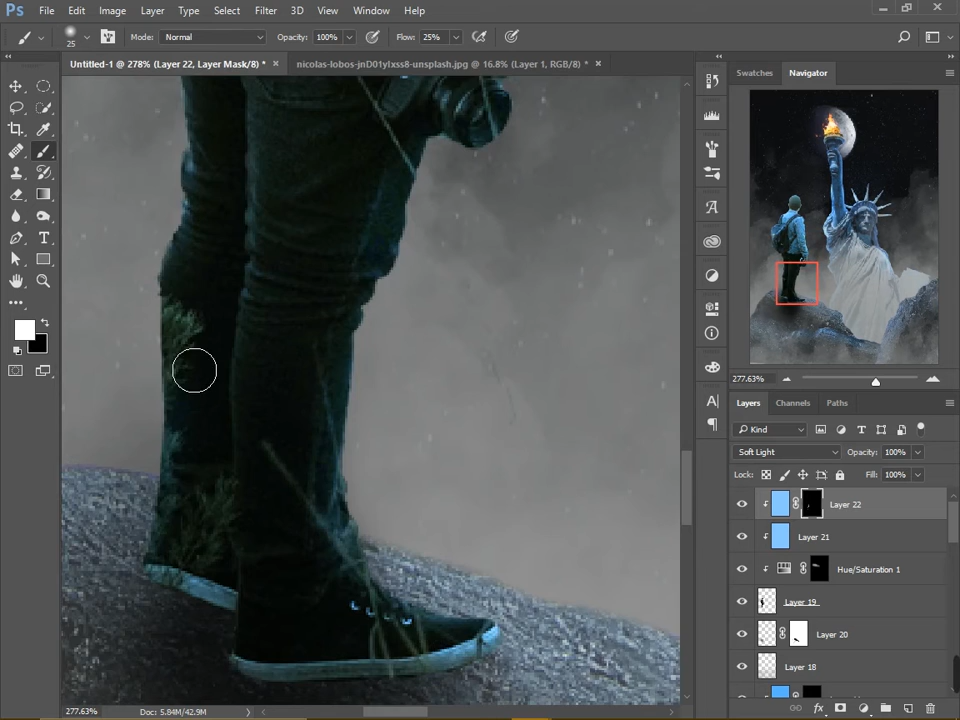 Ps File Edit Image Layer Type Select Filter 3D View Window Help
25 Mode: Normal Opacity: 100% Flow: 25%
Untitled-1 @ 278% (Layer 22, Layer Mask/8) * × nicolas-lobos-jnD01yIxss8-unsplash.jpg @ 16.8% (Layer 1, RGB/8) * ×
Swatches Navigator
277.63%
Layers Channels Paths
Kind
Soft Light Opacity: 100%
Lock: Fill: 100%
Layer 22
Layer 21
Hue/Saturation 1
Layer 19
Layer 20
Layer 18
277.63% Doc: 5.84M/42.9M
fx